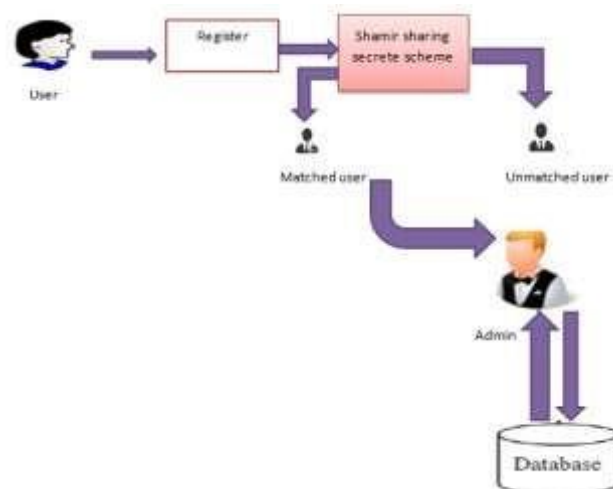 Register
Shamir sharing
secrete scheme
User
Matched user
Unmatched user
Admin
Database